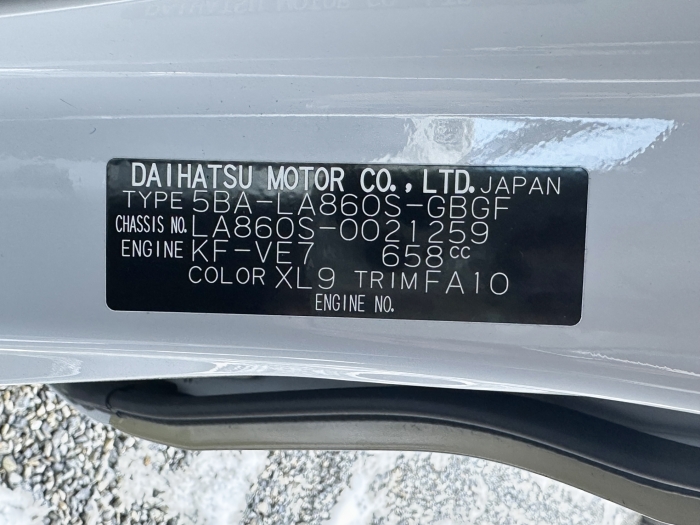 DAIHATSU MOTOR CO., LTD. JAPAN
TYPE 5BA-LA860S-GBGF
CHASSIS NO. LA860S-0021259
ENGINE KF-VE7 658cc
COLOR XL9 TRIM FA10
ENGINE NO.